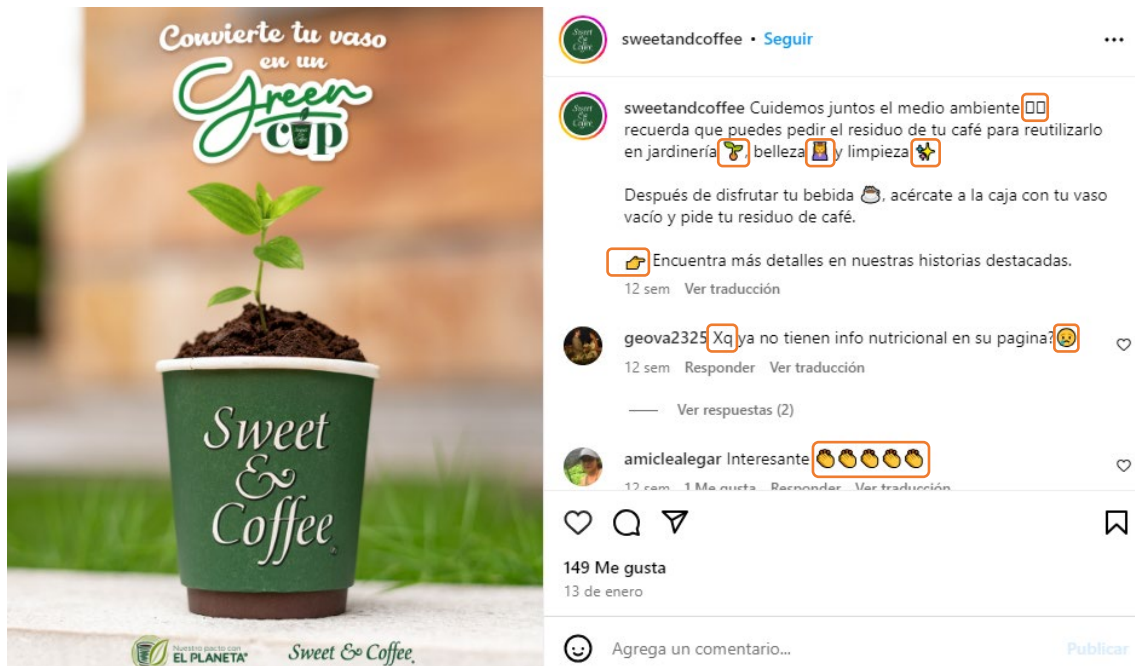 Convierte tu vaso
en un
Green
cup
Sweet
&
Coffee
Nuestro pacto con
EL PLANETA
Sweet & Coffee
sweetandcoffee • Seguir
sweetandcoffee Cuidemos juntos el medio ambiente
recuerda que puedes pedir el residuo de tu café para reutilizarlo
en jardinería 🌱, belleza 💆 y limpieza ✨
Después de disfrutar tu bebida ☕, acércate a la caja con tu vaso
vacío y pide tu residuo de café.
👉 Encuentra más detalles en nuestras historias destacadas.
12 sem Ver traducción
geova2325 Xq ya no tienen info nutricional en su pagina?😥
12 sem Responder Ver traducción
Ver respuestas (2)
amiclealegar Interesante 👏👏👏👏👏
12 sem 1 Me gusta Responder Ver traducción
149 Me gusta
13 de enero
Agrega un comentario...
Publicar